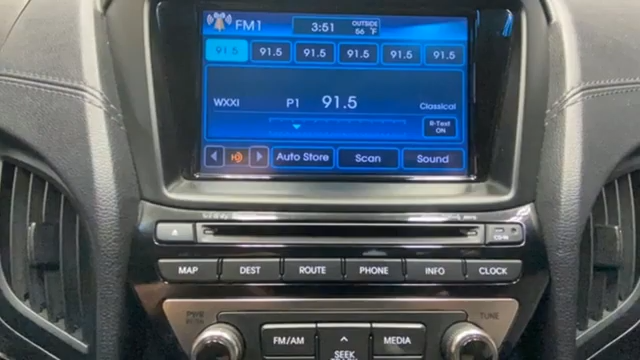 FM1 3:51 OUTSIDE 56 °F
91.5 91.5 91.5 91.5 91.5 91.5
WXXI P1 91.5 Classical
R-Text ON
Auto Store Scan Sound
MAP DEST ROUTE PHONE INFO CLOCK
PWR TUNE
FM/AM SEEK MEDIA